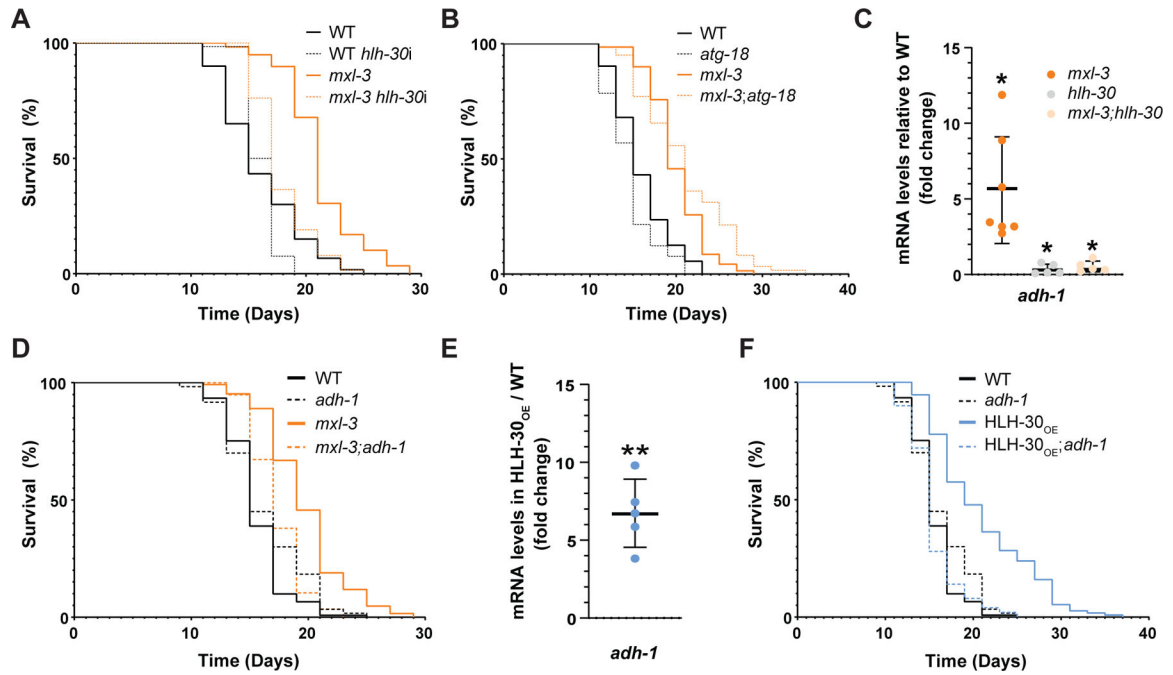 A
WT
WT hlh-30i
mxl-3
mxl-3 hlh-30i
Survival (%)
100
50
0
0
10
20
30
Time (Days)
B
WT
atg-18
mxl-3
mxl-3;atg-18
Survival (%)
100
50
0
0
10
20
30
40
Time (Days)
C
mxl-3
hlh-30
mxl-3;hlh-30
mRNA levels relative to WT
(fold change)
15
10
5
0
*
*
*
adh-1
D
WT
adh-1
mxl-3
mxl-3;adh-1
Survival (%)
100
50
0
0
10
20
30
Time (Days)
E
mRNA levels in HLH-30OE / WT
(fold change)
15
10
5
0
**
adh-1
F
WT
adh-1
HLH-30OE
HLH-30OE;adh-1
Survival (%)
100
50
0
0
10
20
30
40
Time (Days)